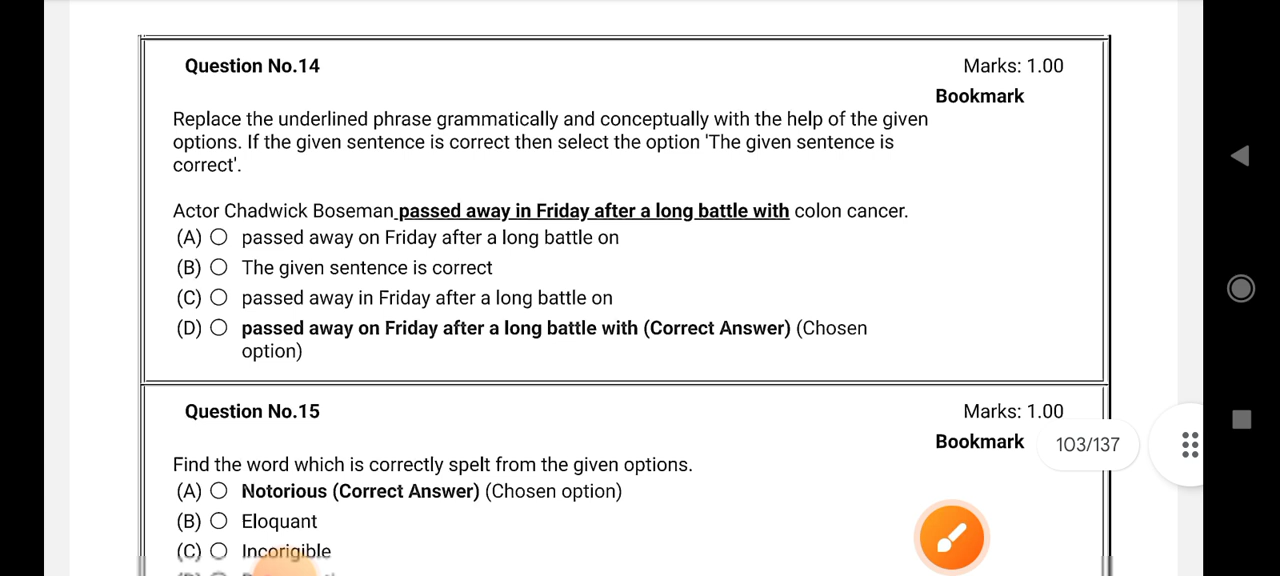 Question No.14
Marks: 1.00
Bookmark
Replace the underlined phrase grammatically and conceptually with the help of the given
options. If the given sentence is correct then select the option 'The given sentence is
correct'.
Actor Chadwick Boseman passed away in Friday after a long battle with colon cancer.
(A) passed away on Friday after a long battle on
(B) The given sentence is correct
(C) passed away in Friday after a long battle on
(D) passed away on Friday after a long battle with (Correct Answer) (Chosen
option)
Question No.15
Marks: 1.00
Bookmark
103/137
Find the word which is correctly spelt from the given options.
(A) Notorious (Correct Answer) (Chosen option)
(B) Eloquant
(C) Incorigible